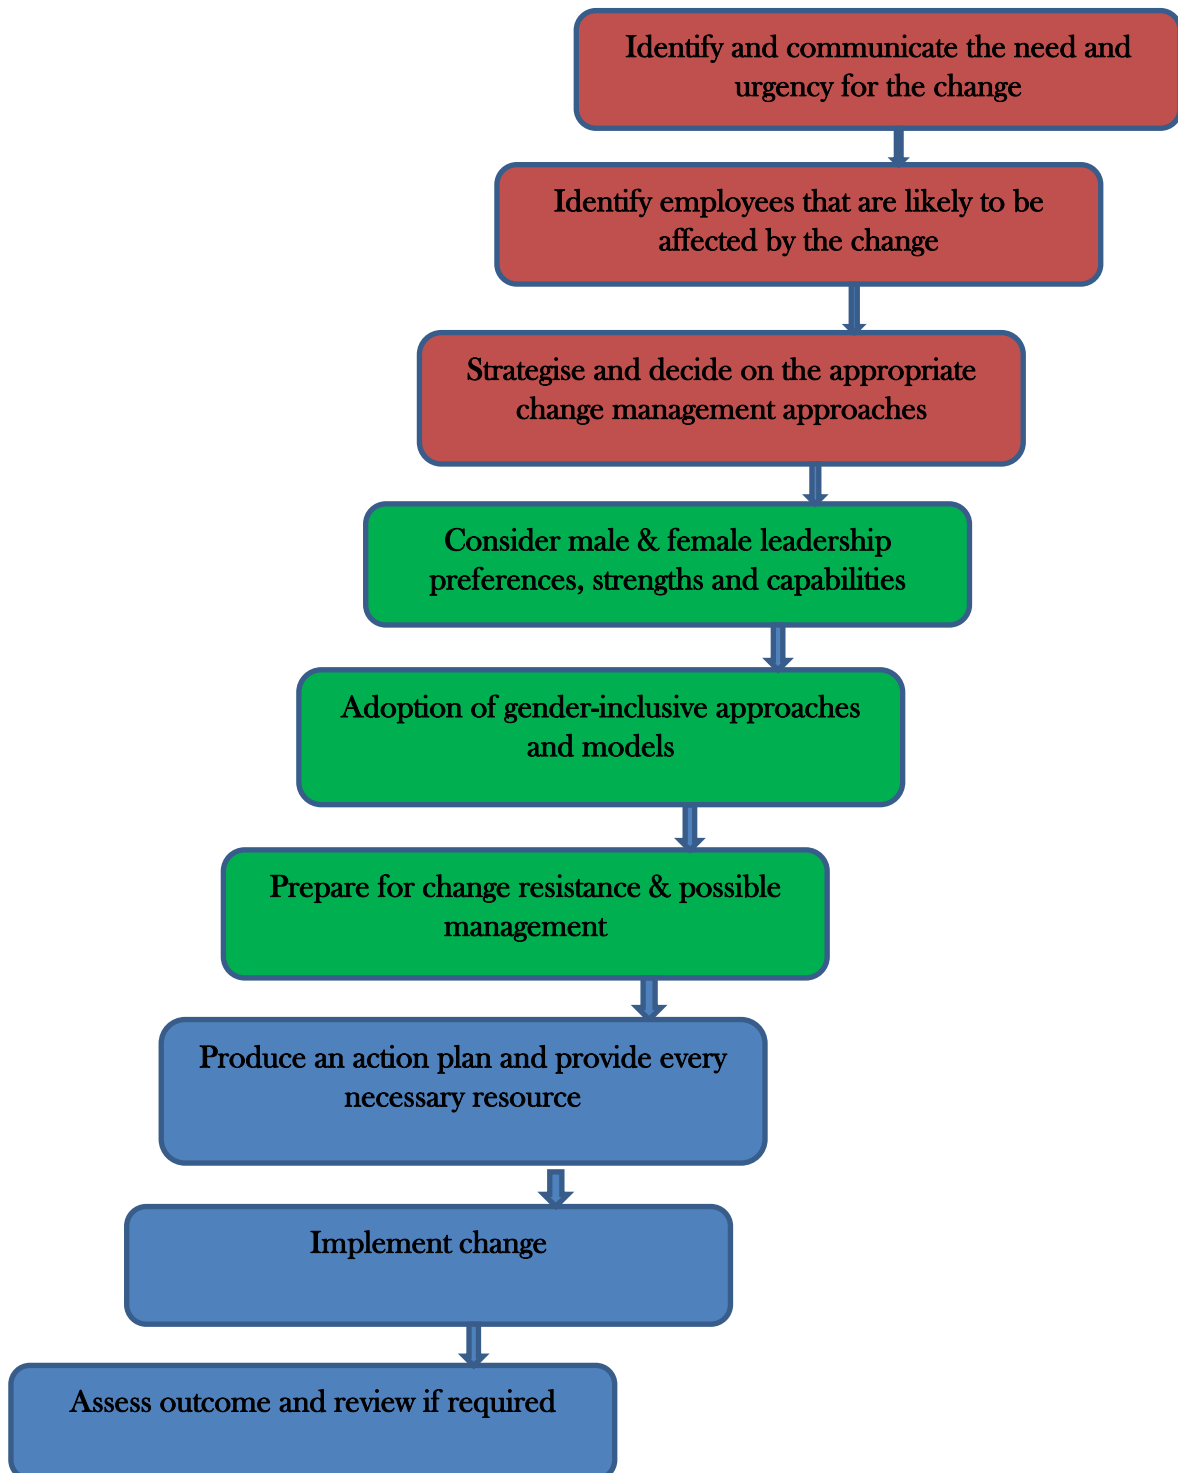 Identify and communicate the need and
urgency for the change
Identify employees that are likely to be
affected by the change
Strategise and decide on the appropriate
change management approaches
Consider male & female leadership
preferences, strengths and capabilities
Adoption of gender-inclusive approaches
and models
Prepare for change resistance & possible
management
Produce an action plan and provide every
necessary resource
Implement change
Assess outcome and review if required